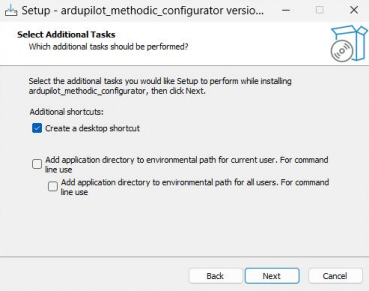 Setup - ardupilot_methodic_configurator versio...
Select Additional Tasks
Which additional tasks should be performed?
Select the additional tasks you would like Setup to perform while installing
ardupilot_methodic_configurator, then click Next.
Additional shortcuts:
Create a desktop shortcut
Add application directory to environmental path for current user. For command
line use
Add application directory to environmental path for all users. For command
line use
Back
Next
Cancel